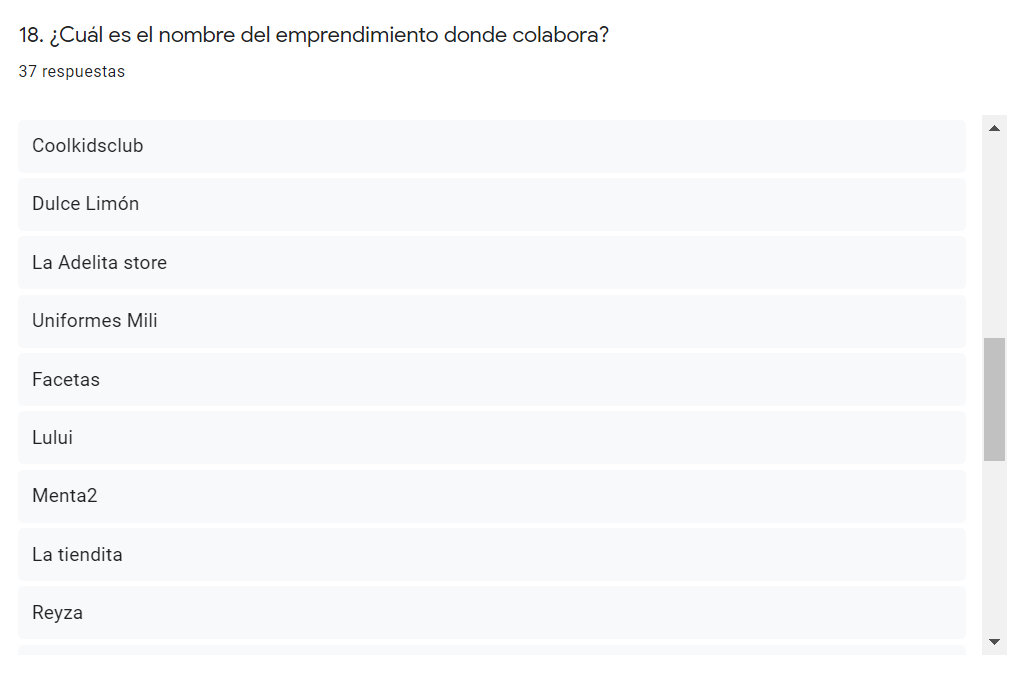 18. ¿Cuál es el nombre del emprendimiento donde colabora?
37 respuestas
Coolkidsclub
Dulce Limón
La Adelita store
Uniformes Mili
Facetas
Lului
Menta2
La tiendita
Reyza